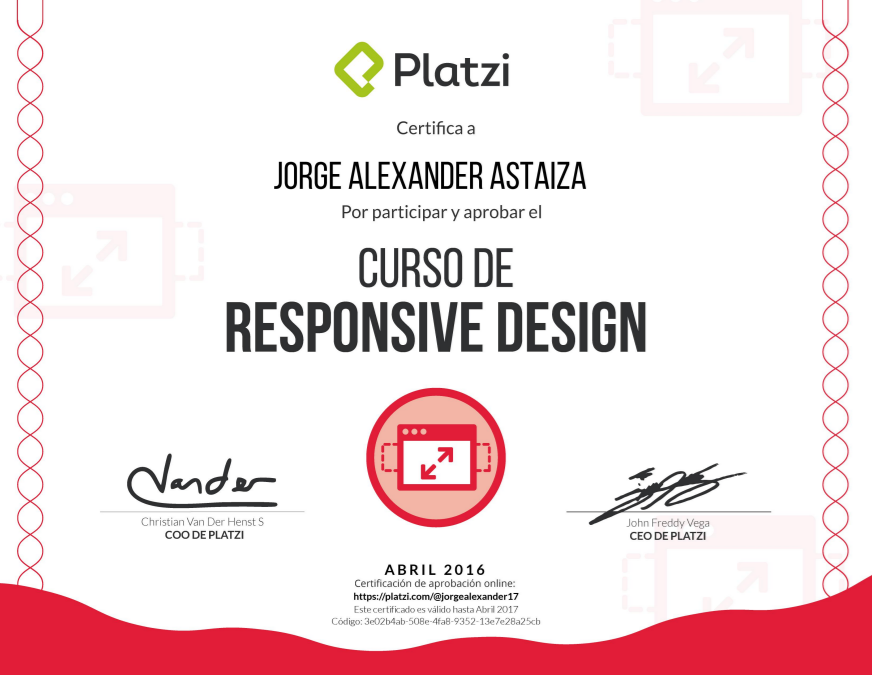 Platzi
Certifica a
JORGE ALEXANDER ASTAIZA
Por participar y aprobar el
CURSO DE
RESPONSIVE DESIGN
Vander
Christian Van Der Henst S
COO DE PLATZI
John Freddy Vega
CEO DE PLATZI
ABRIL 2016
Certificación de aprobación online:
https://platzi.com/@jorgealexander17
Este certificado es válido hasta Abril 2017
Código: 3e02b4ab-508e-4fa8-9352-13e7e28a25cb